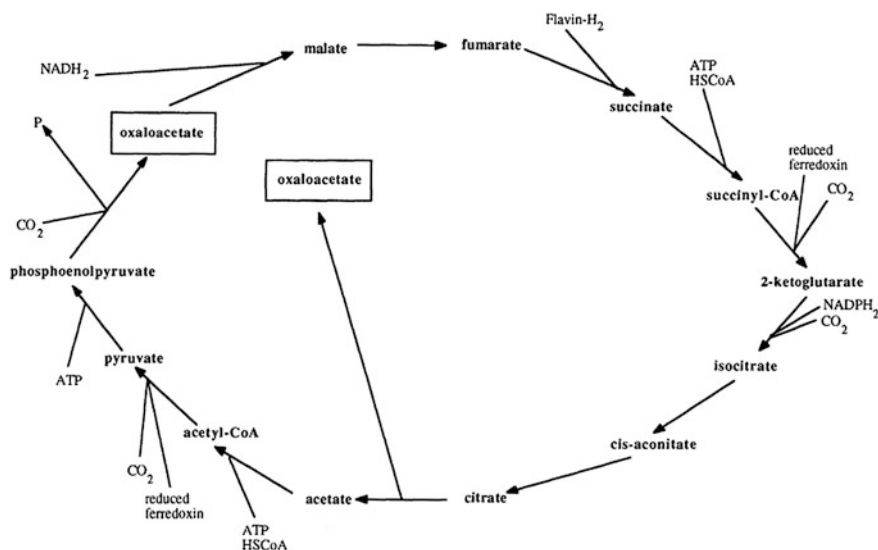 Flavin-H2
malate
fumarate
NADH2
ATP
HSCoA
succinate
P
oxaloacetate
oxaloacetate
reduced
ferredoxin
succinyl-CoA
CO2
CO2
phosphoenolpyruvate
2-ketoglutarate
NADPH2
CO2
pyruvate
isocitrate
ATP
acetyl-CoA
cis-aconitate
CO2
reduced
ferredoxin
acetate
citrate
ATP
HSCoA